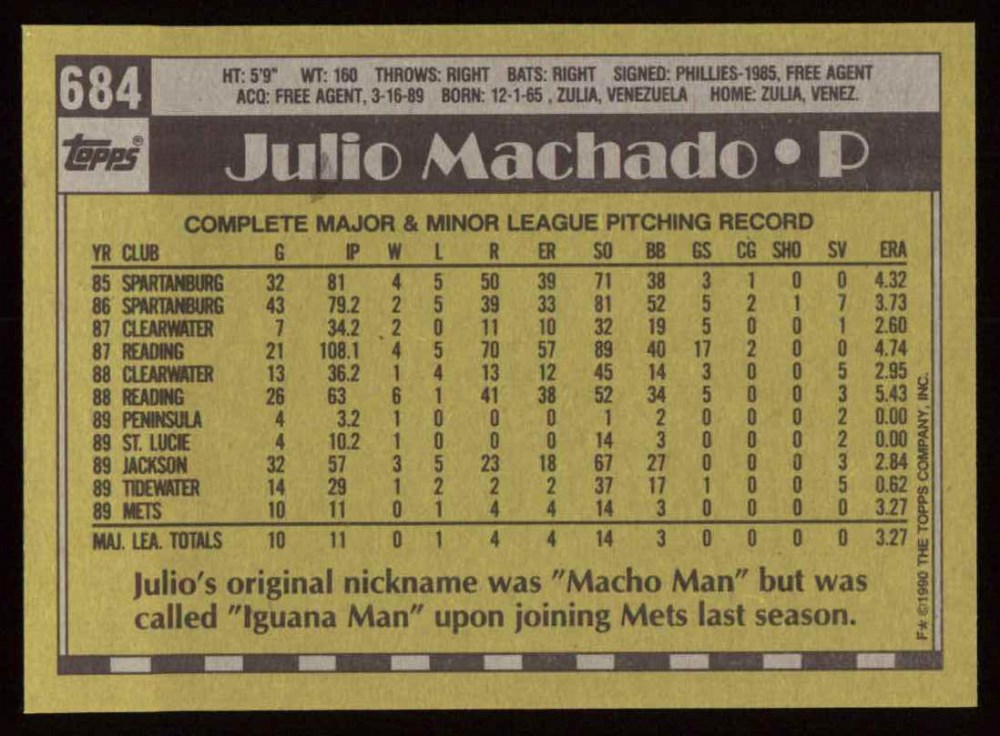 684
HT: 5'9" WT: 160 THROWS: RIGHT BATS: RIGHT SIGNED: PHILLIES-1985, FREE AGENT
ACQ: FREE AGENT, 3-16-89 BORN: 12-1-65 , ZULIA, VENEZUELA HOME: ZULIA, VENEZ.
Topps®
Julio Machado • P
COMPLETE MAJOR & MINOR LEAGUE PITCHING RECORD
YR CLUB G IP W L R ER SO BB GS CG SHO SV ERA
85 SPARTANBURG 32 81 4 5 50 39 71 38 3 1 0 0 4.32
86 SPARTANBURG 43 79.2 2 5 39 33 81 52 5 2 1 7 3.73
87 CLEARWATER 7 34.2 2 0 11 10 32 19 5 0 0 1 2.60
87 READING 21 108.1 4 5 70 57 89 40 17 2 0 0 4.74
88 CLEARWATER 13 36.2 1 4 13 12 45 14 3 0 0 5 2.95
88 READING 26 63 6 1 41 38 52 34 5 0 0 3 5.43
89 PENINSULA 4 3.2 1 0 0 0 1 2 0 0 0 2 0.00
89 ST. LUCIE 4 10.2 1 0 0 0 14 3 0 0 0 2 0.00
89 JACKSON 32 57 3 5 23 18 67 27 0 0 0 3 2.84
89 TIDEWATER 14 29 1 2 2 2 37 17 1 0 0 5 0.62
89 METS 10 11 0 1 4 4 14 3 0 0 0 0 3.27
MAJ. LEA. TOTALS 10 11 0 1 4 4 14 3 0 0 0 0 3.27
Julio's original nickname was "Macho Man" but was
called "Iguana Man" upon joining Mets last season.
F* ©1990 THE TOPPS COMPANY, INC.